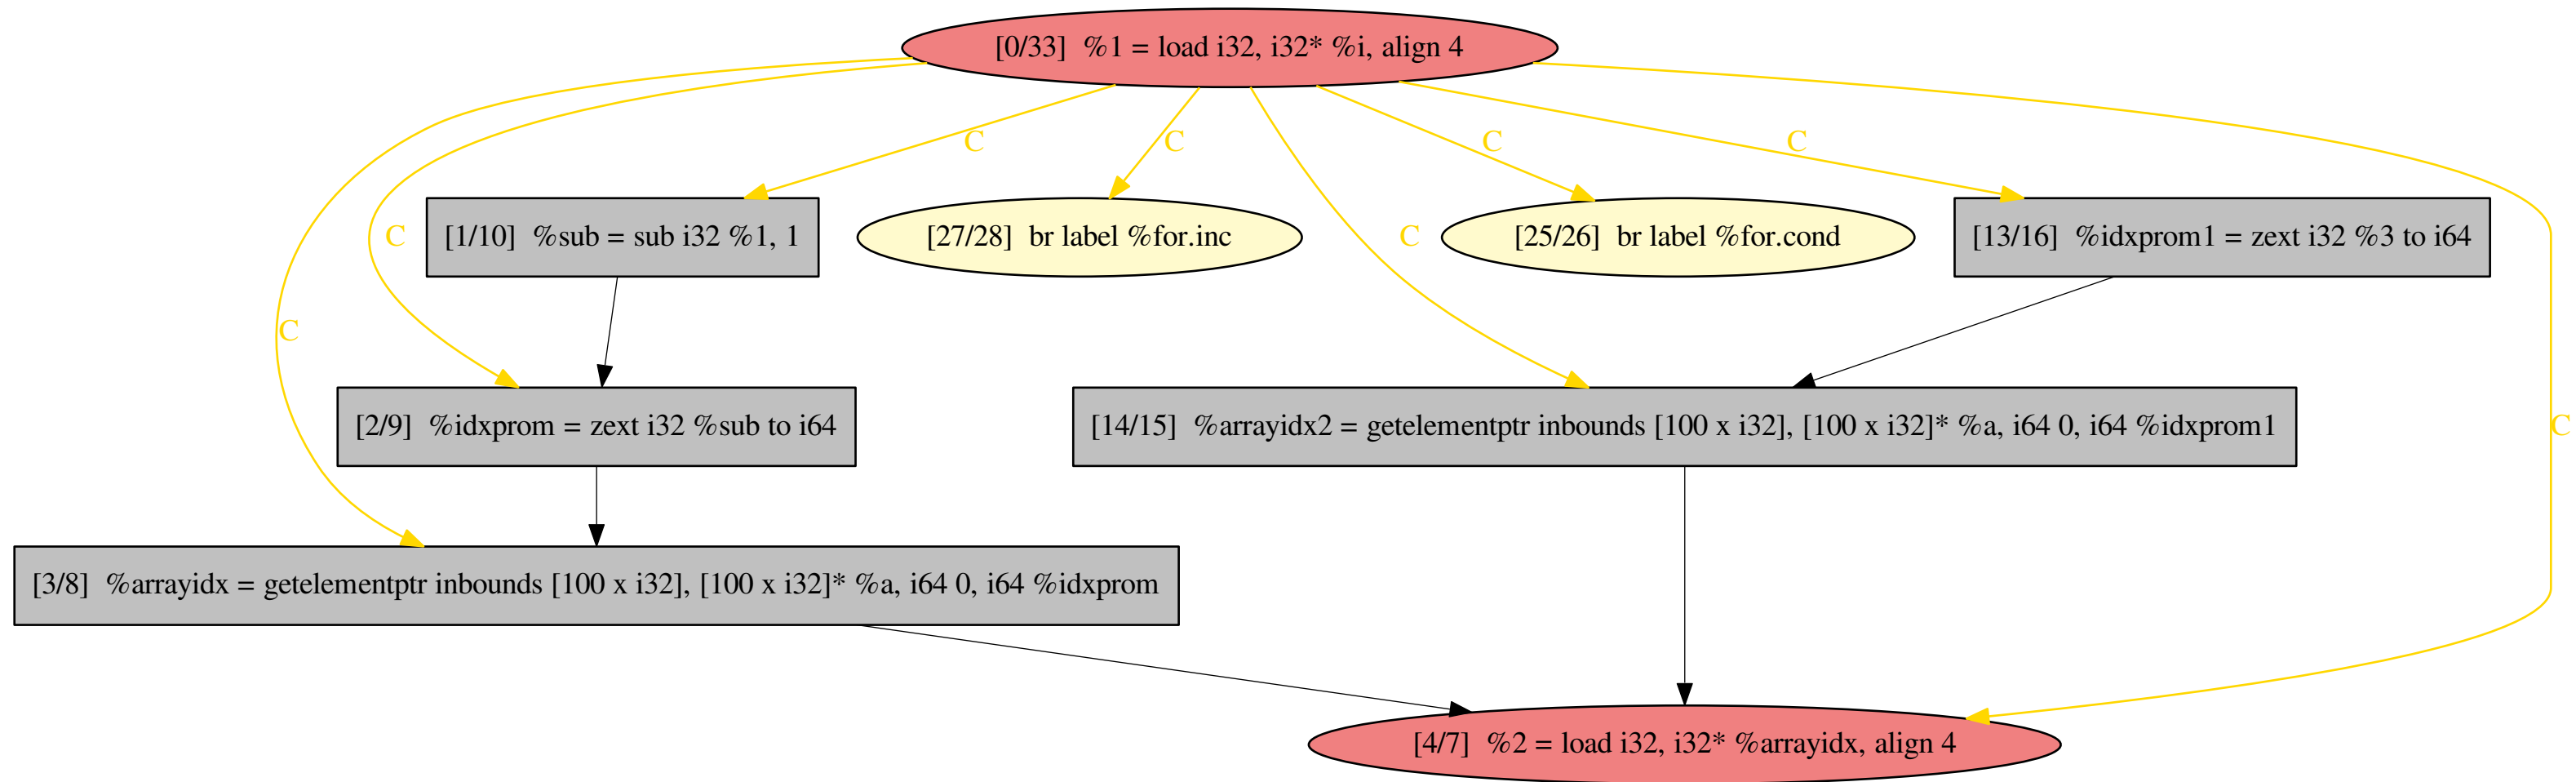 [0/33] %1 = load i32, i32* %i, align 4
C
C
C
C
[1/10] %sub = sub i32 %1, 1
[27/28] br label %for.inc
[25/26] br label %for.cond
[13/16] %idxprom1 = zext i32 %3 to i64
C
C
C
[2/9] %idxprom = zext i32 %sub to i64
[14/15] %arrayidx2 = getelementptr inbounds [100 x i32], [100 x i32]* %a, i64 0, i64 %idxprom1
C
[3/8] %arrayidx = getelementptr inbounds [100 x i32], [100 x i32]* %a, i64 0, i64 %idxprom
[4/7] %2 = load i32, i32* %arrayidx, align 4